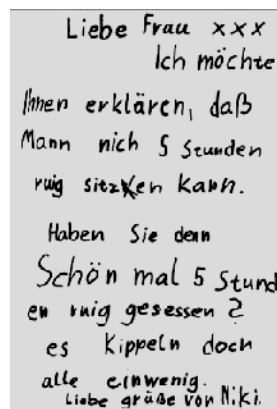 Liebe Frau xxx
Ich möchte
Ihnen erklären, daß
Mann nich 5 Stunden
ruig sitzen kann.
Haben Sie denn
Schön mal 5 Stund
en ruig gesessen?
es Kippeln doch
alle einwenig.
Liebe grüße von Niki.